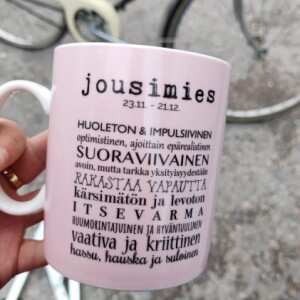 jousimies
23.11. - 21.12.
HUOLETON & IMPULSIIVINEN
optimistinen, ajoittain epärealistinen
SUORAVIIVAINEN
avoin, mutta tarkka yksityisyydestään
RAKASTAA VAPAUTTA
kärsimätön ja levoton
ITSEVARMA
HUUMORINTAJUINEN JA HYVÄNTUULINEN
vaativa ja kriittinen
hassu, hauska ja suloinen